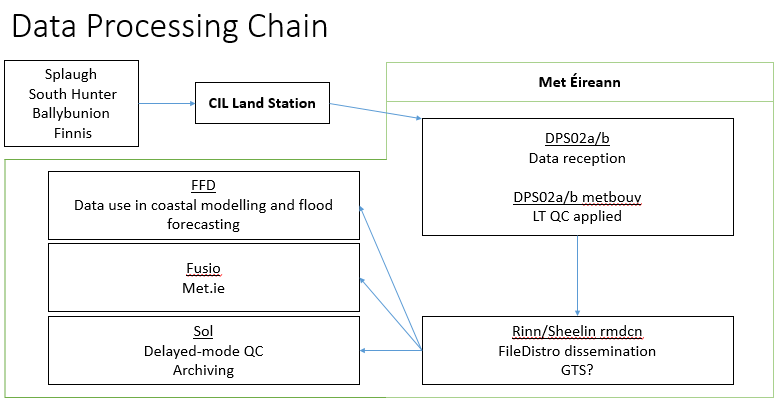 Data Processing Chain
Splaugh
South Hunter
Ballybunion
Finnis
CIL Land Station
Met Éireann
DPS02a/b
Data reception
DPS02a/b metbouy
LT QC applied
FFD
Data use in coastal modelling and flood
forecasting
Fusio
Met.ie
Sol
Delayed-mode QC
Archiving
Rinn/Sheelin rmdcn
FileDistro dissemination
GTS?